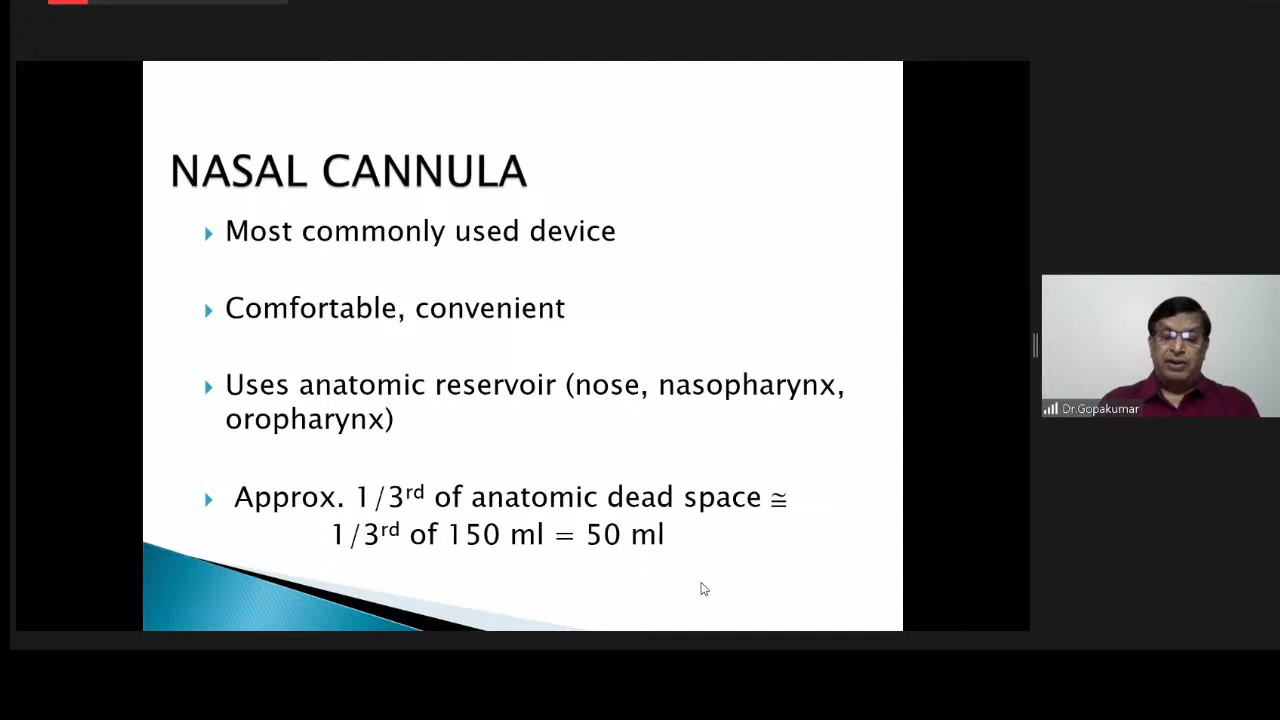 NASAL CANNULA
Most commonly used device
Comfortable, convenient
Uses anatomic reservoir (nose, nasopharynx,
oropharynx)
Approx. 1/3rd of anatomic dead space ≅
1/3rd of 150 ml = 50 ml
Dr.Gopakumar